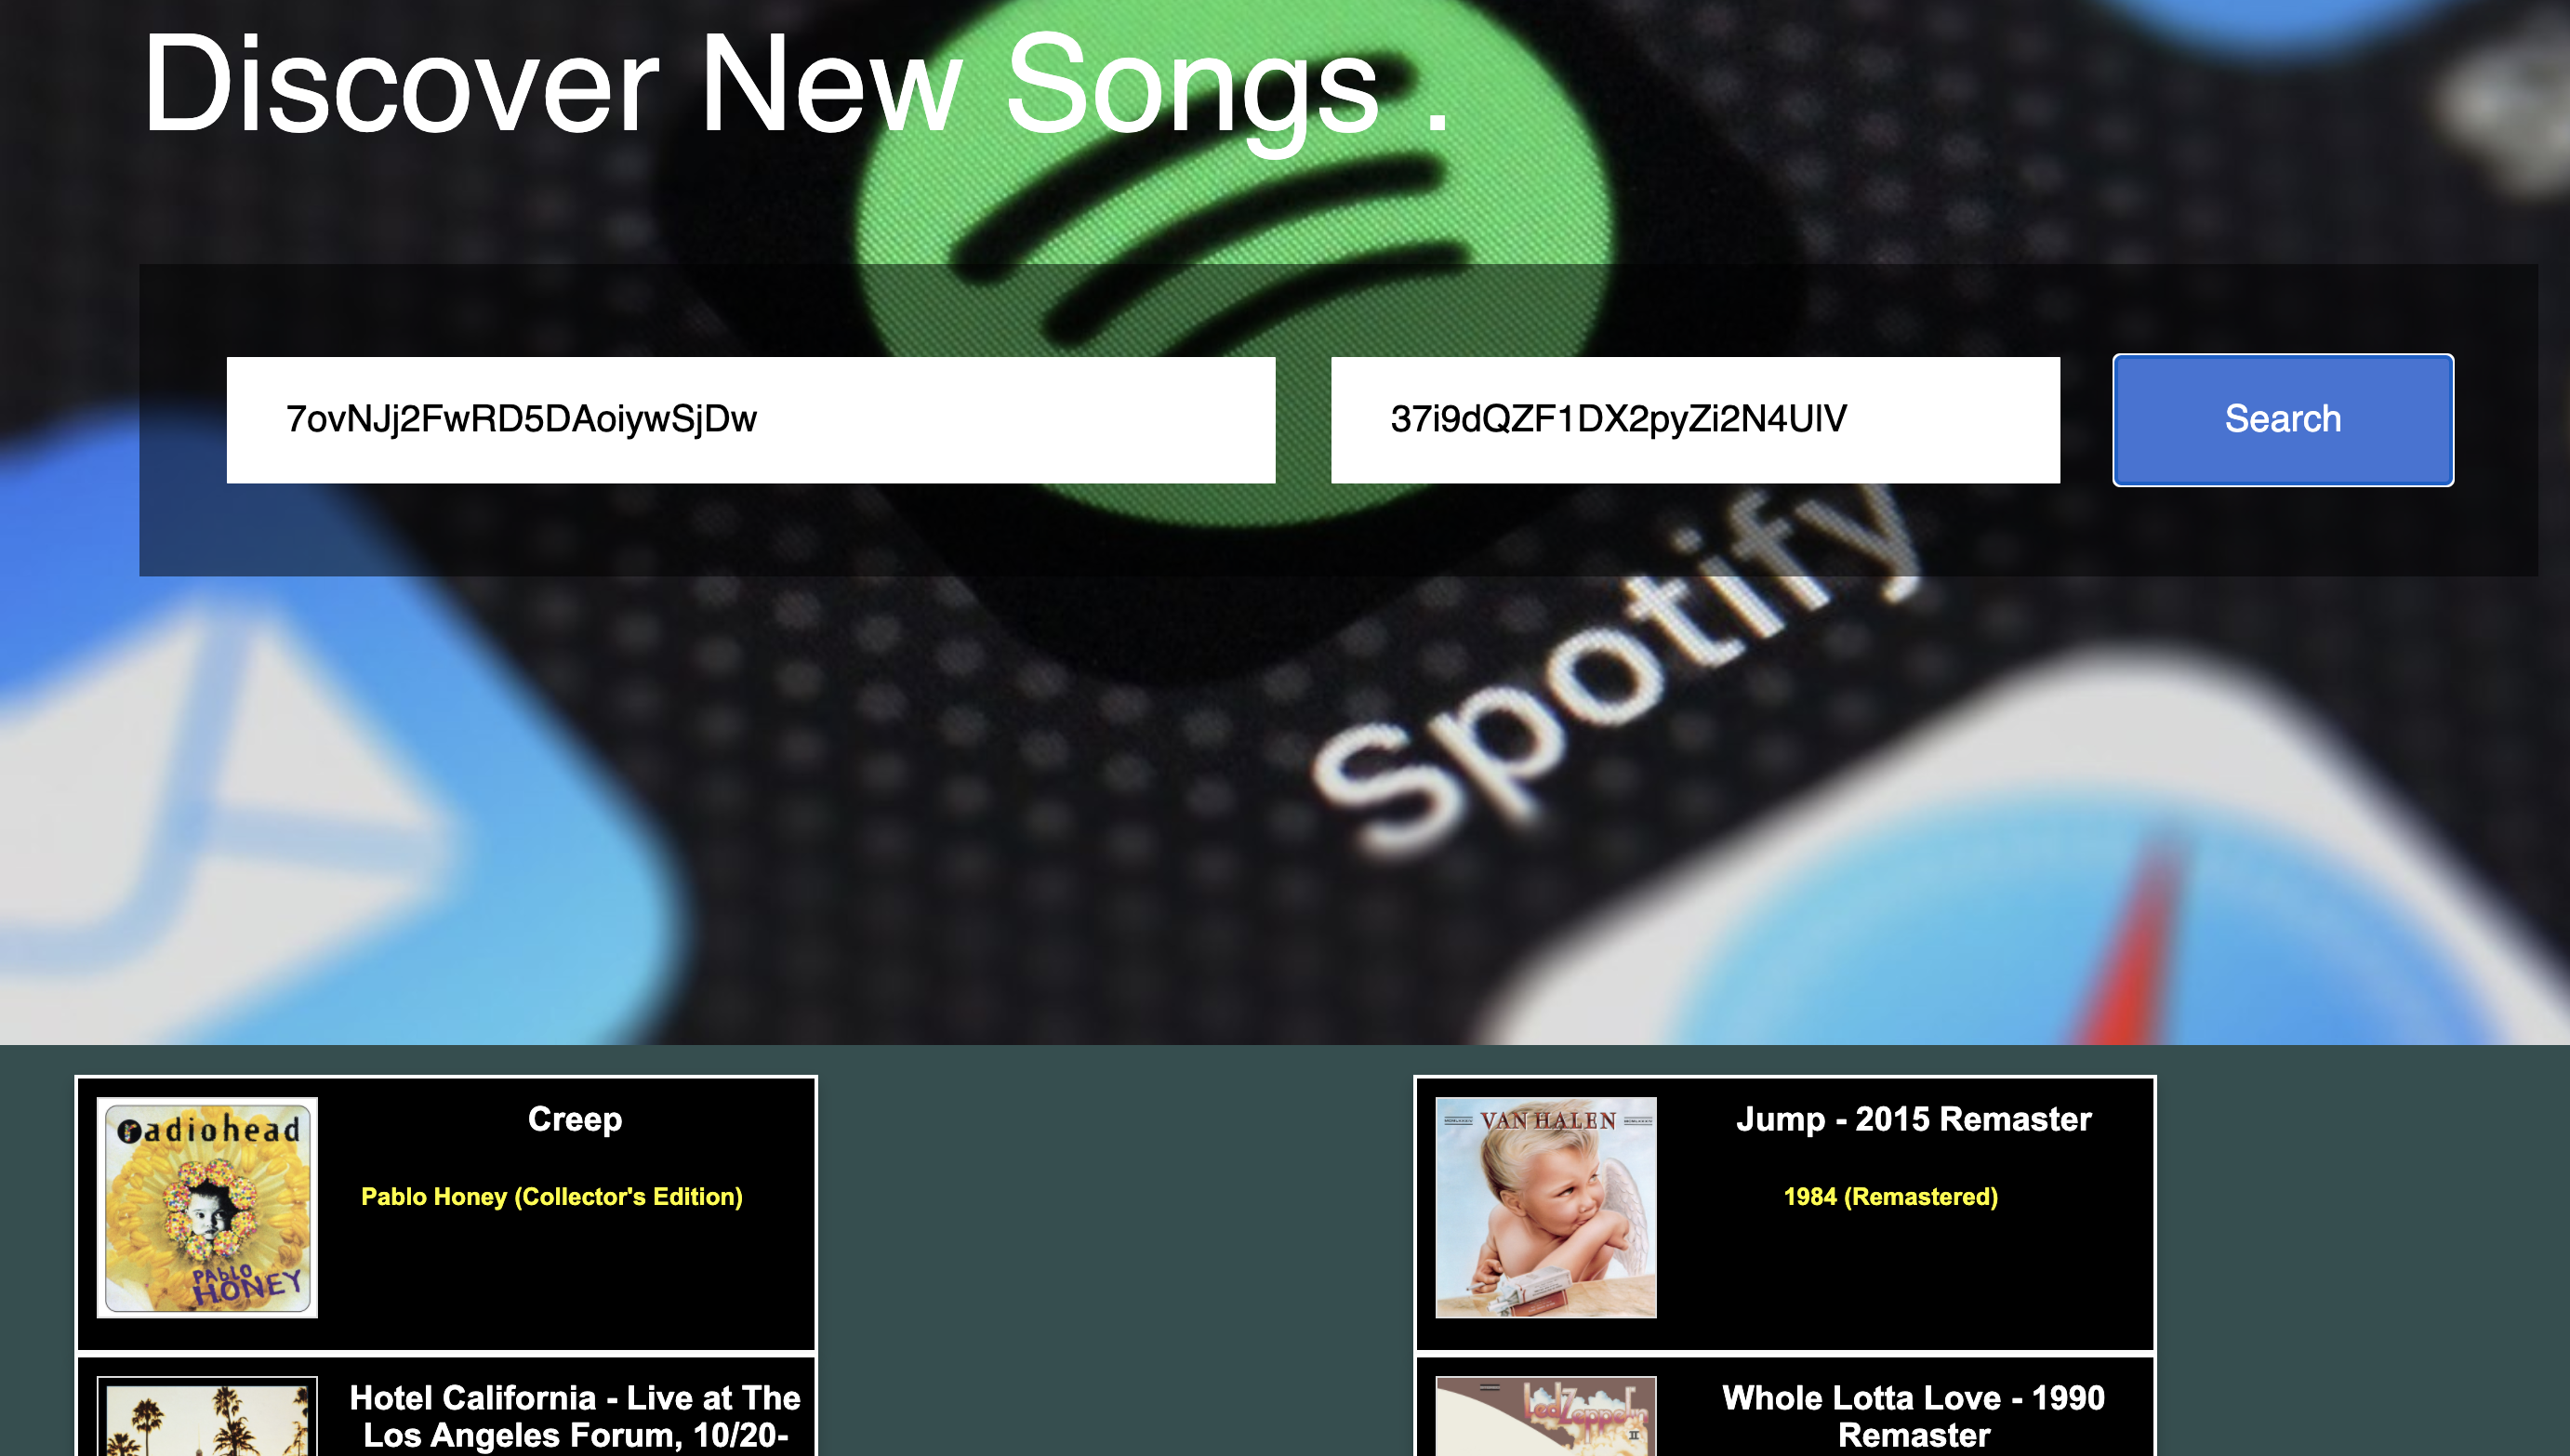 Discover New Songs .
7ovNJj2FwRD5DAoiywSjDw
37i9dQZF1DX2pyZi2N4UlV
Search
Spotify
radiohead
PABLO
HONEY
Creep
Pablo Honey (Collector's Edition)
VAN HALEN
Jump - 2015 Remaster
1984 (Remastered)
Hotel California - Live at The
Los Angeles Forum, 10/20-
Led Zeppelin
II
Whole Lotta Love - 1990
Remaster